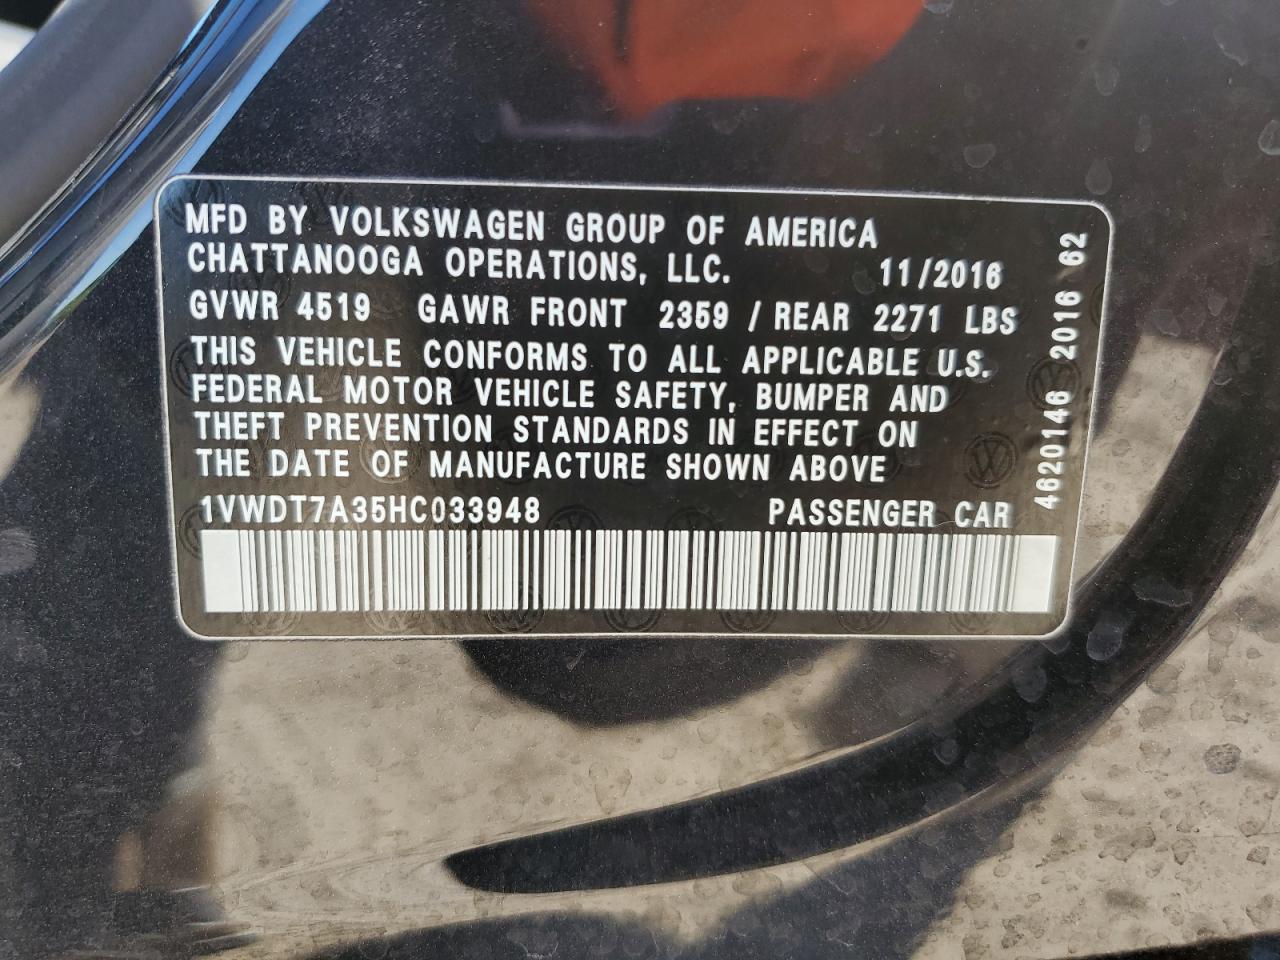 MFD BY VOLKSWAGEN GROUP OF AMERICA
CHATTANOOGA OPERATIONS, LLC. 11/2016
GVWR 4519 GAWR FRONT 2359 / REAR 2271 LBS
THIS VEHICLE CONFORMS TO ALL APPLICABLE U.S.
FEDERAL MOTOR VEHICLE SAFETY, BUMPER AND
THEFT PREVENTION STANDARDS IN EFFECT ON
THE DATE OF MANUFACTURE SHOWN ABOVE
1VWDT7A35HC033948 PASSENGER CAR
46201146 2016 62